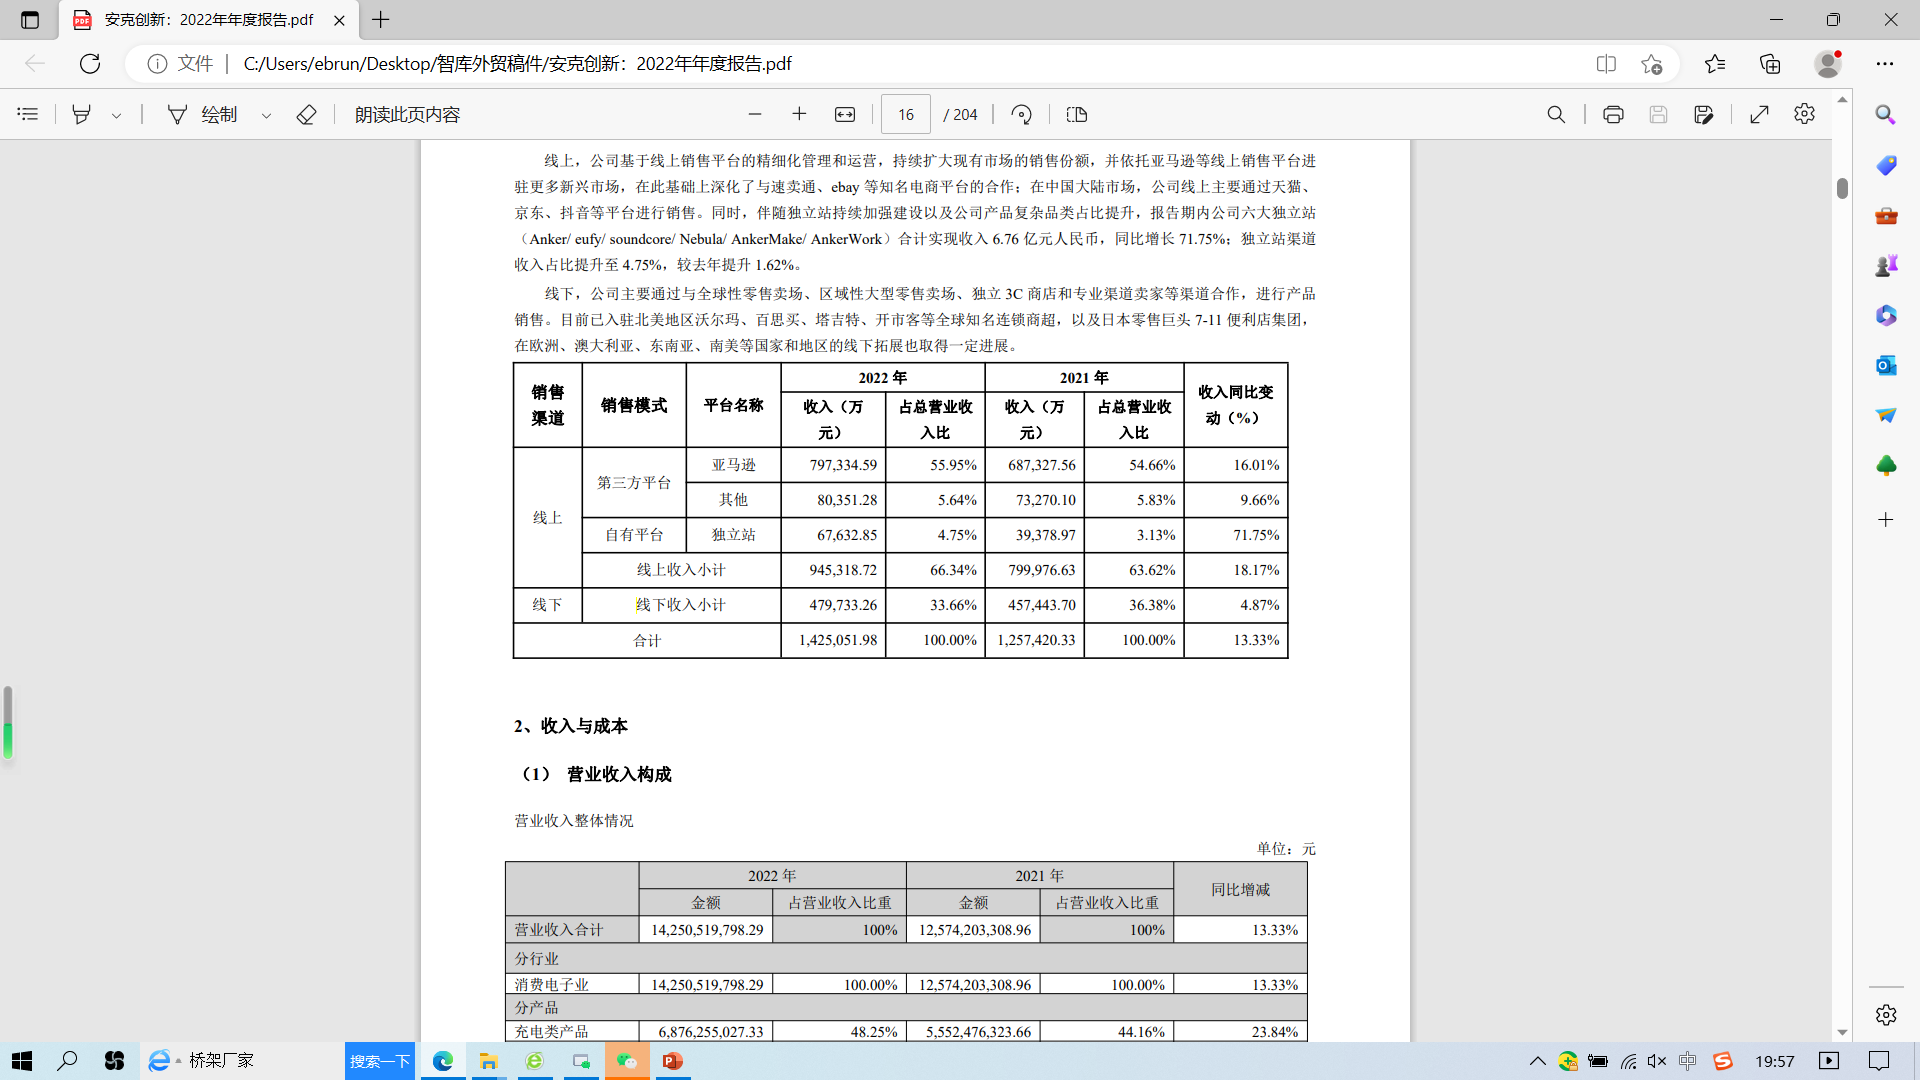 安克创新：2022年年度报告.pdf
文件
C:/Users/ebrun/Desktop/智库外贸稿件/安克创新：2022年年度报告.pdf
绘制
朗读此页内容
16 / 204
线上，公司基于线上销售平台的精细化管理和运营，持续扩大现有市场的销售份额，并依托亚马逊等线上销售平台进
驻更多新兴市场，在此基础上深化了与速卖通、ebay 等知名电商平台的合作；在中国大陆市场，公司线上主要通过天猫、
京东、抖音等平台进行销售。同时，伴随独立站持续加强建设以及公司产品复杂品类占比提升，报告期内公司六大独立站
（Anker/ eufy/ soundcore/ Nebula/ AnkerMake/ AnkerWork）合计实现收入 6.76 亿元人民币，同比增长 71.75%；独立站渠道
收入占比提升至 4.75%，较去年提升 1.62%。
线下，公司主要通过与全球性零售卖场、区域性大型零售卖场、独立 3C 商店和专业渠道卖家等渠道合作，进行产品
销售。目前已入驻北美地区沃尔玛、百思买、塔吉特、开市客等全球知名连锁商超，以及日本零售巨头 7-11 便利店集团，
在欧洲、澳大利亚、东南亚、南美等国家和地区的线下拓展也取得一定进展。
销售渠道 销售模式 平台名称 2022 年 2021 年 收入同比变动（%）
收入（万元） 占总营业收入比 收入（万元） 占总营业收入比
线上 第三方平台 亚马逊 797,334.59 55.95% 687,327.56 54.66% 16.01%
其他 80,351.28 5.64% 73,270.10 5.83% 9.66%
自有平台 独立站 67,632.85 4.75% 39,378.97 3.13% 71.75%
线上收入小计 945,318.72 66.34% 799,976.63 63.62% 18.17%
线下 线下收入小计 479,733.26 33.66% 457,443.70 36.38% 4.87%
合计 1,425,051.98 100.00% 1,257,420.33 100.00% 13.33%
2、收入与成本
（1） 营业收入构成
营业收入整体情况
单位：元
2022 年 2021 年 同比增减
金额 占营业收入比重 金额 占营业收入比重
营业收入合计 14,250,519,798.29 100% 12,574,203,308.96 100% 13.33%
分行业
消费电子业 14,250,519,798.29 100.00% 12,574,203,308.96 100.00% 13.33%
分产品
充电类产品 6,876,255,027.33 48.25% 5,552,476,323.66 44.16% 23.84%
桥架厂家 搜索一下
中 19:57